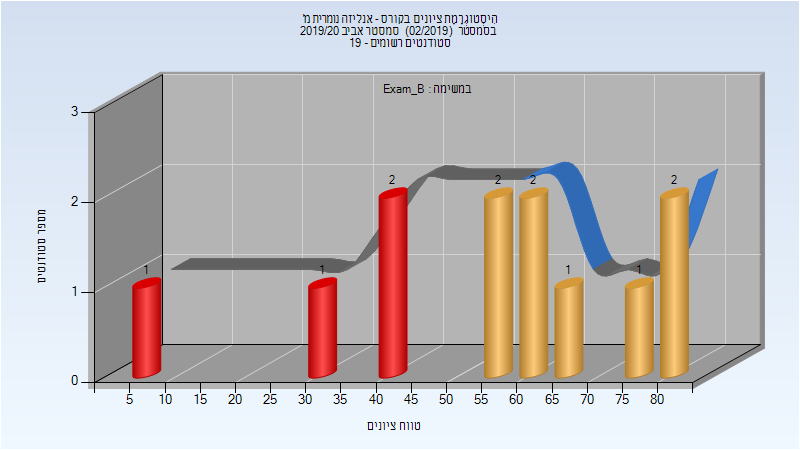 היסטוגרמת ציונים בקורס - אנליזה נומרית מ'
בסמסטר (02/2019) סמסטר אביב 2019/20
סטודנטים רשומים - 19
במשימה : Exam_B
מספר סטודנטים
3
2
1
0
1
1
2
2
2
1
1
2
5 10 15 20 25 30 35 40 45 50 55 60 65 70 75 80
טווח ציונים